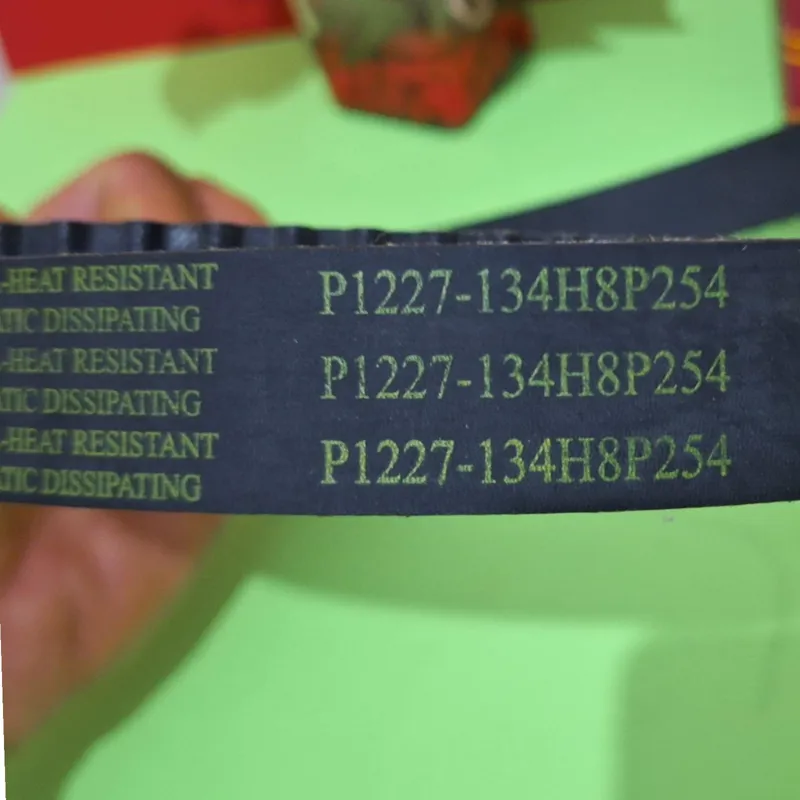 -HEAT RESISTANT
P1227-134H8P254
ATIC DISSIPATING
-HEAT RESISTANT
P1227-134H8P254
ATIC DISSIPATING
-HEAT RESISTANT
P1227-134H8P254
ATIC DISSIPATING